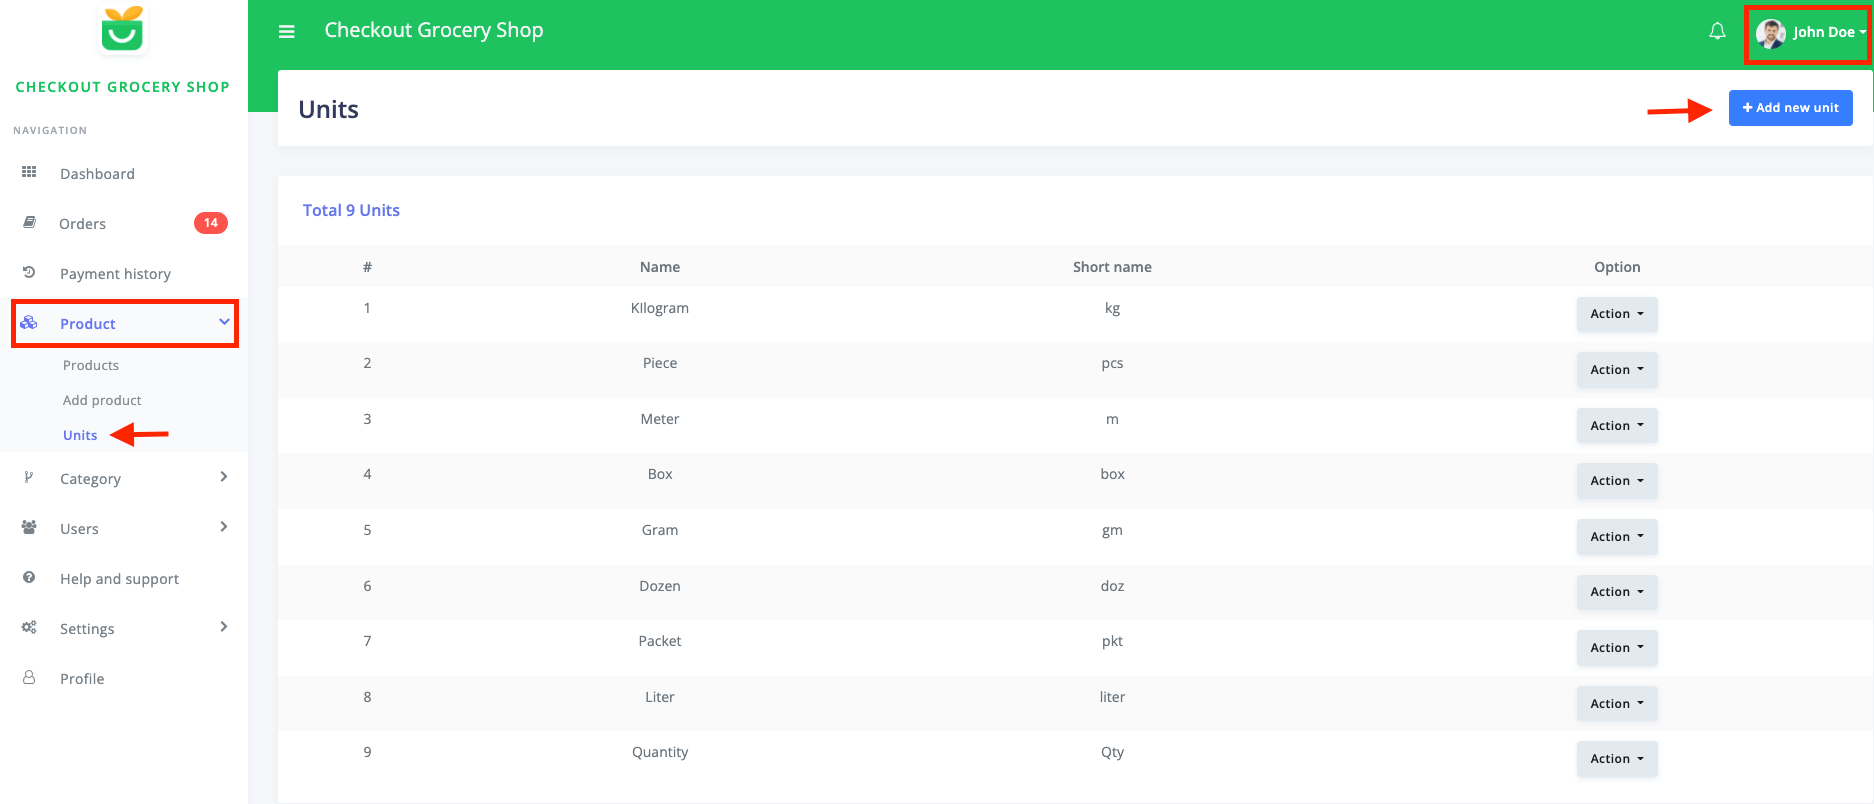 Checkout Grocery Shop
John Doe
CHECKOUT GROCERY SHOP
NAVIGATION
Dashboard
Orders 14
Payment history
Product
Products
Add product
Units
Category
Users
Help and support
Settings
Profile
Units
+ Add new unit
Total 9 Units
# Name Short name Option
1 KIlogram kg Action
2 Piece pcs Action
3 Meter m Action
4 Box box Action
5 Gram gm Action
6 Dozen doz Action
7 Packet pkt Action
8 Liter liter Action
9 Quantity Qty Action